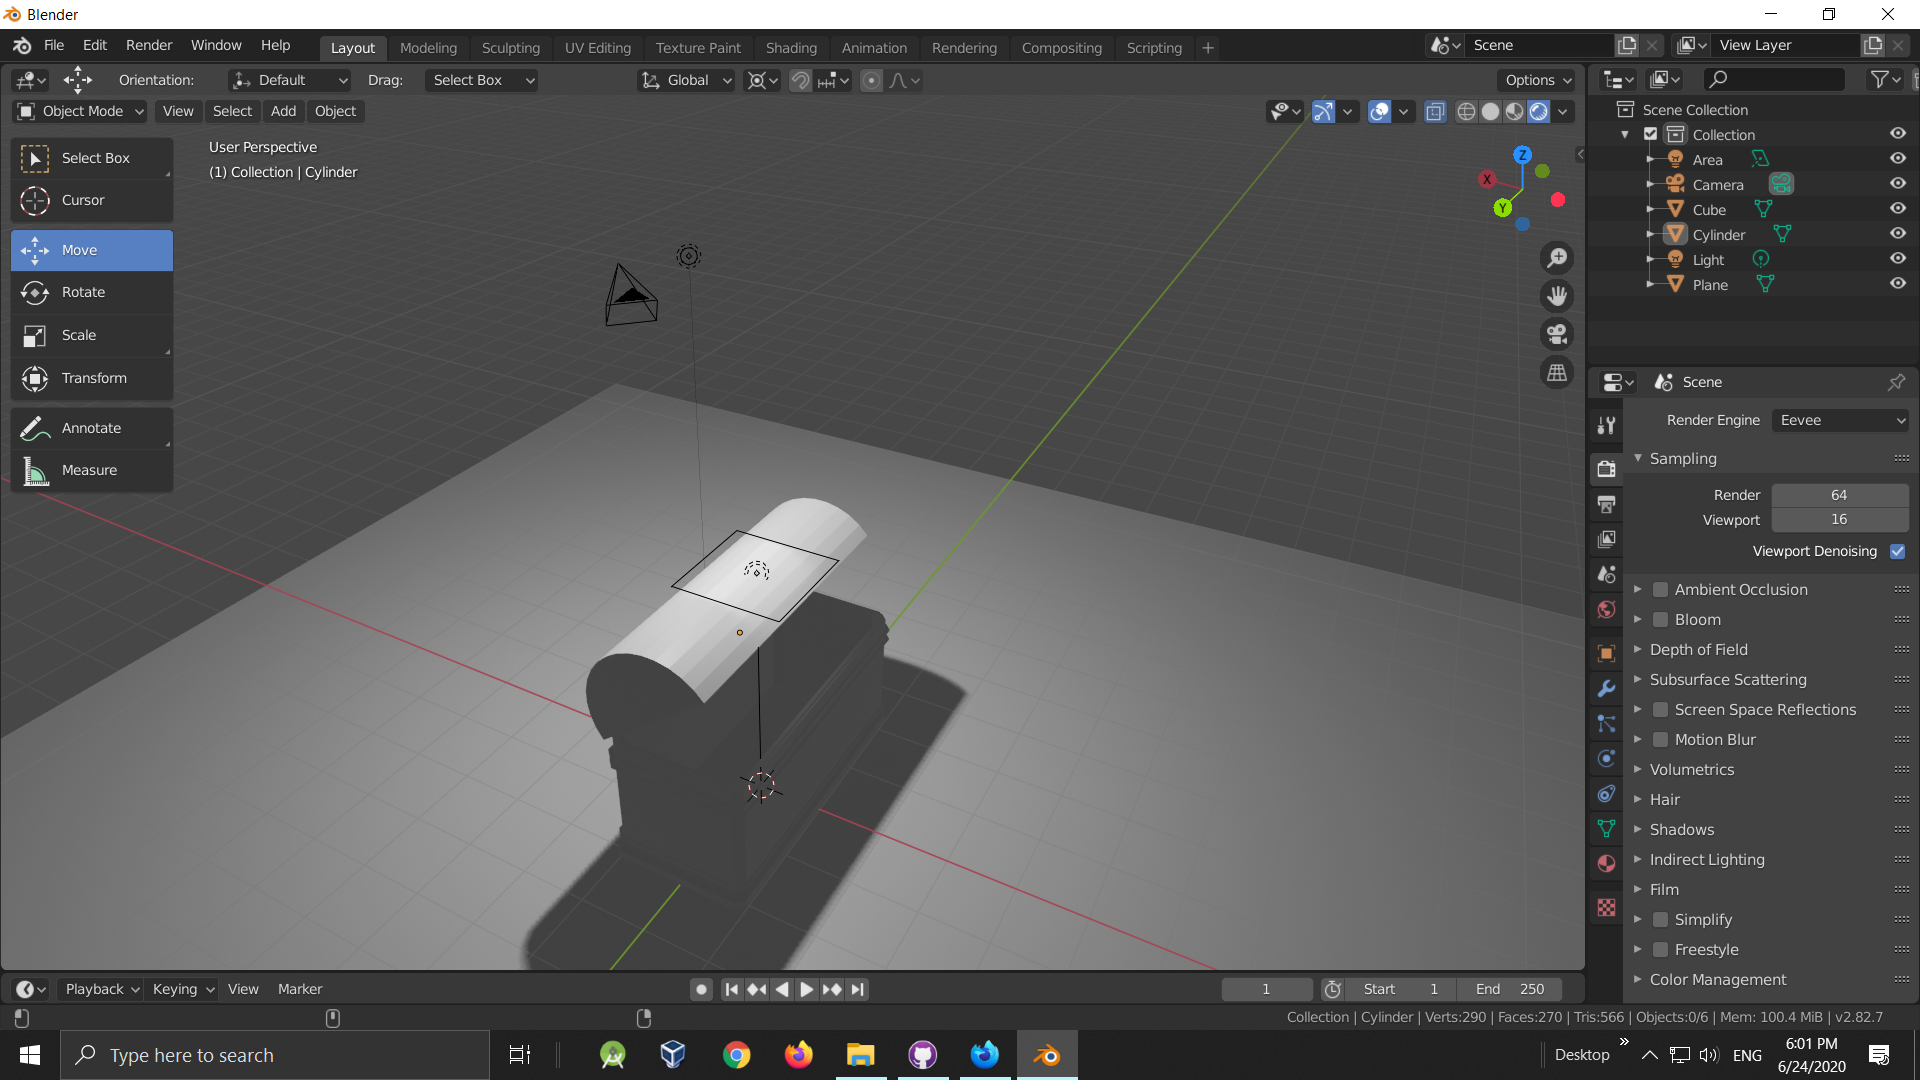 Blender
File Edit Render Window Help Layout Modeling Sculpting UV Editing Texture Paint Shading Animation Rendering Compositing Scripting + Scene View Layer
Orientation: Default Drag: Select Box Global Options
Object Mode View Select Add Object
User Perspective
(1) Collection | Cylinder
Select Box
Cursor
Move
Rotate
Scale
Transform
Annotate
Measure
Z
X
Y
Scene Collection
Collection
Area
Camera
Cube
Cylinder
Light
Plane
Scene
Render Engine Eevee
Sampling
Render 64
Viewport 16
Viewport Denoising
Ambient Occlusion
Bloom
Depth of Field
Subsurface Scattering
Screen Space Reflections
Motion Blur
Volumetrics
Hair
Shadows
Indirect Lighting
Film
Simplify
Freestyle
Color Management
Playback Keying View Marker 1 Start 1 End 250
Collection | Cylinder | Verts:290 | Faces:270 | Tris:566 | Objects:0/6 | Mem: 100.4 MiB | v2.82.7
Type here to search
Desktop » ENG
6:01 PM
6/24/2020